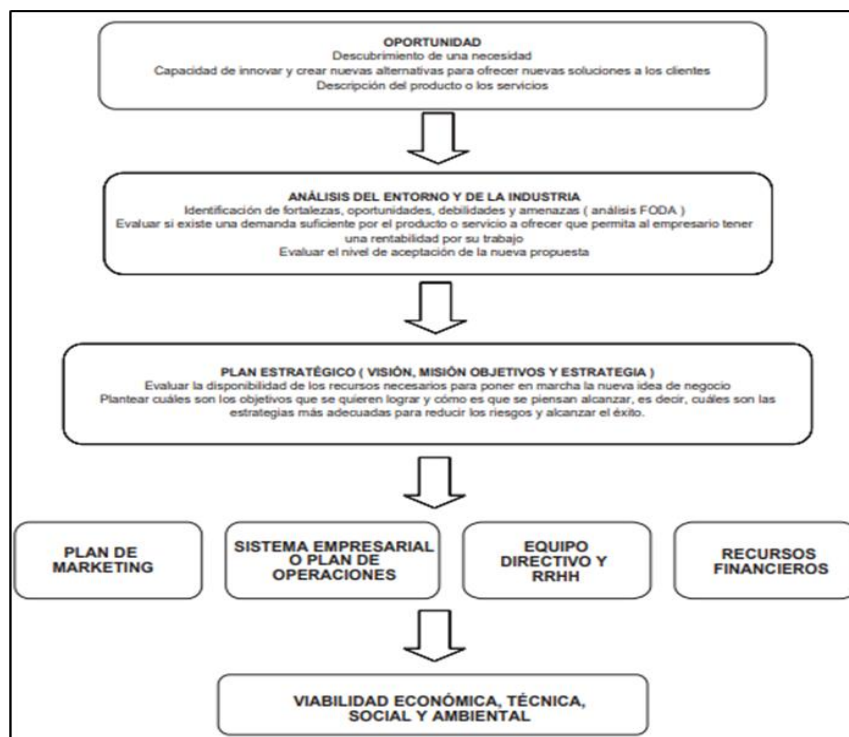 OPORTUNIDAD
Descubrimiento de una necesidad
Capacidad de innovar y crear nuevas alternativas para ofrecer nuevas soluciones a los clientes
Descripción del producto o los servicios
ANÁLISIS DEL ENTORNO Y DE LA INDUSTRIA
Identificación de fortalezas, oportunidades, debilidades y amenazas ( análisis FODA )
Evaluar si existe una demanda suficiente por el producto o servicio a ofrecer que permita al empresario tener
una rentabilidad por su trabajo
Evaluar el nivel de aceptación de la nueva propuesta
PLAN ESTRATÉGICO ( VISIÓN, MISIÓN OBJETIVOS Y ESTRATEGIA )
Evaluar la disponibilidad de los recursos necesarios para poner en marcha la nueva idea de negocio
Plantear cuáles son los objetivos que se quieren lograr y cómo es que se piensan alcanzar, es decir, cuáles son las
estrategias más adecuadas para reducir los riesgos y alcanzar el éxito.
PLAN DE
MARKETING
SISTEMA EMPRESARIAL
O PLAN DE
OPERACIONES
EQUIPO
DIRECTIVO Y
RRHH
RECURSOS
FINANCIEROS
VIABILIDAD ECONÓMICA, TÉCNICA,
SOCIAL Y AMBIENTAL